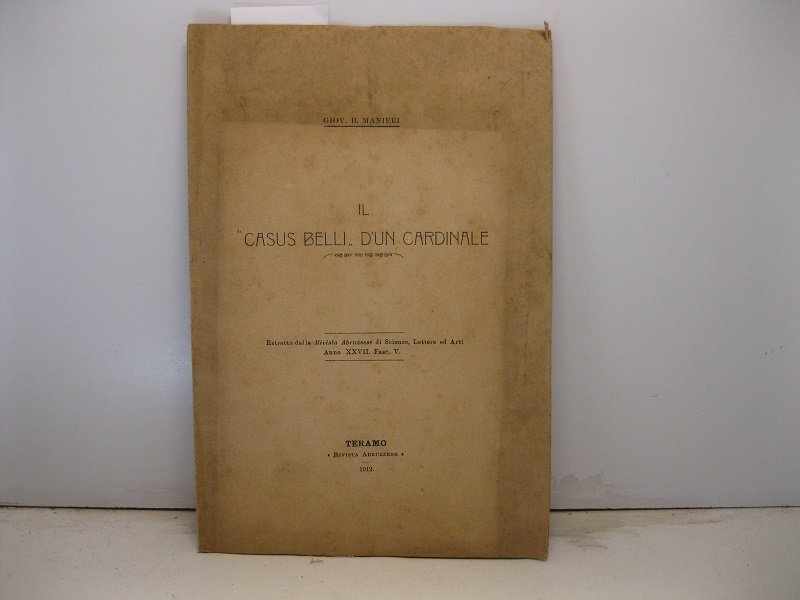 GIOV. B. MANIERI
IL
"CASUS BELLI„ D'UN CARDINALE
Estratto dalla Rivista Abruzzese di Scienze, Lettere ed Arti
Anno XXVII. Fasc. V.
TERAMO
« RIVISTA ABRUZZESE »
1912.